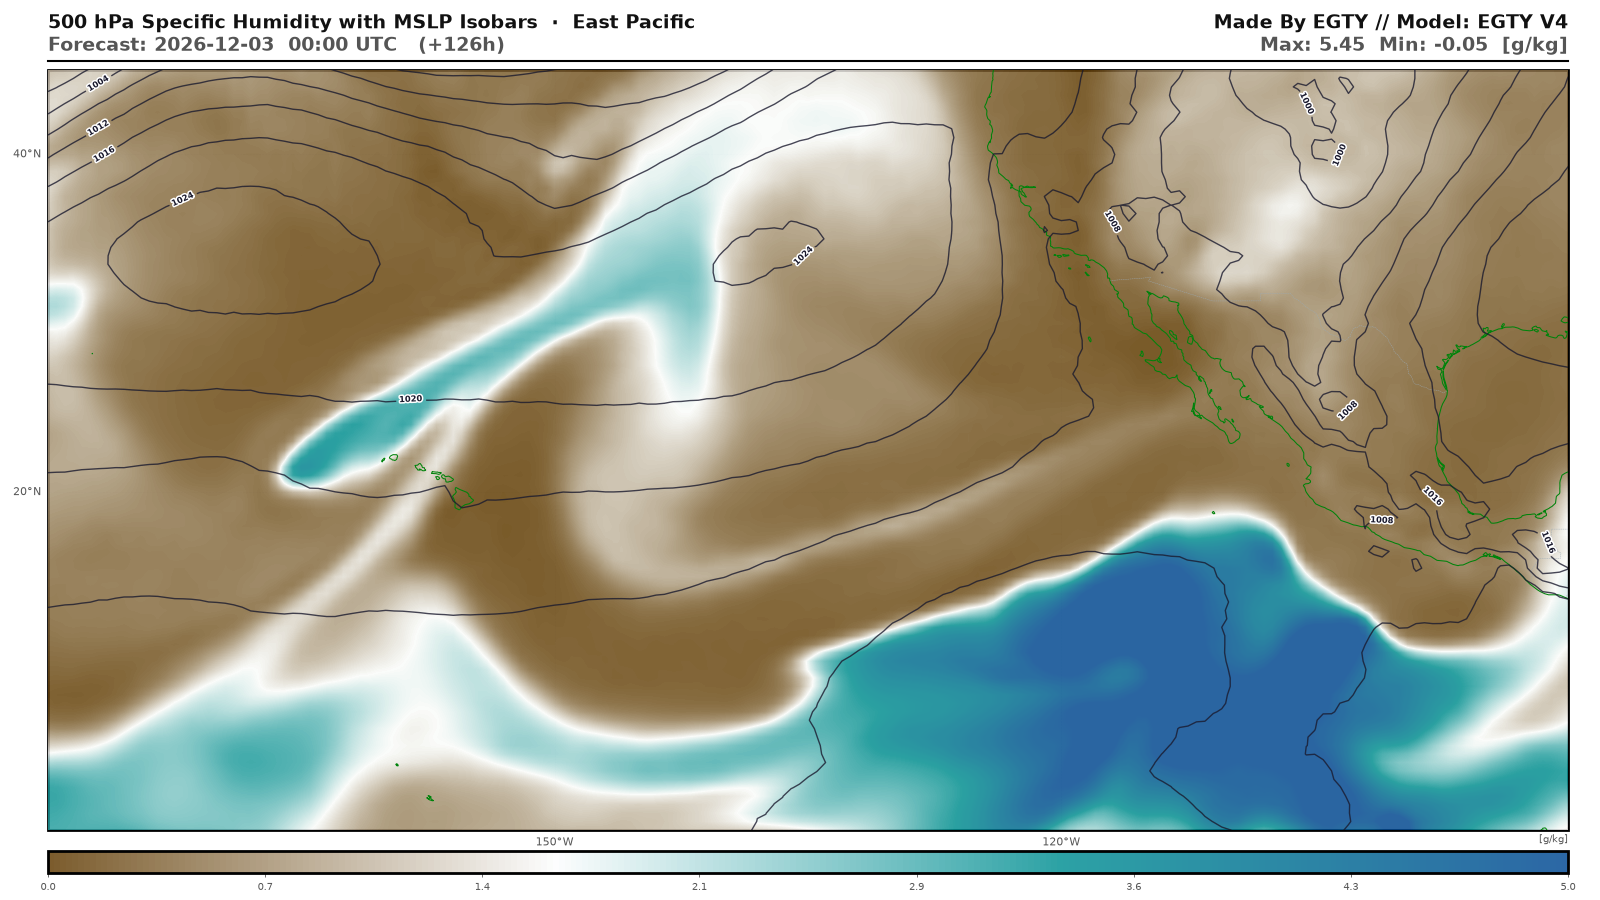 500 hPa Specific Humidity with MSLP Isobars · East Pacific
Made By EGTY // Model: EGTY V4
Forecast: 2026-12-03 00:00 UTC (+126h)
Max: 5.45 Min: -0.05 [g/kg]
1004
1012
1016
1024
1000
1000
1008
1024
1020
1008
1016
1008
1016
40°N
20°N
150°W
120°W
[g/kg]
0.0 0.7 1.4 2.1 2.9 3.6 4.3 5.0